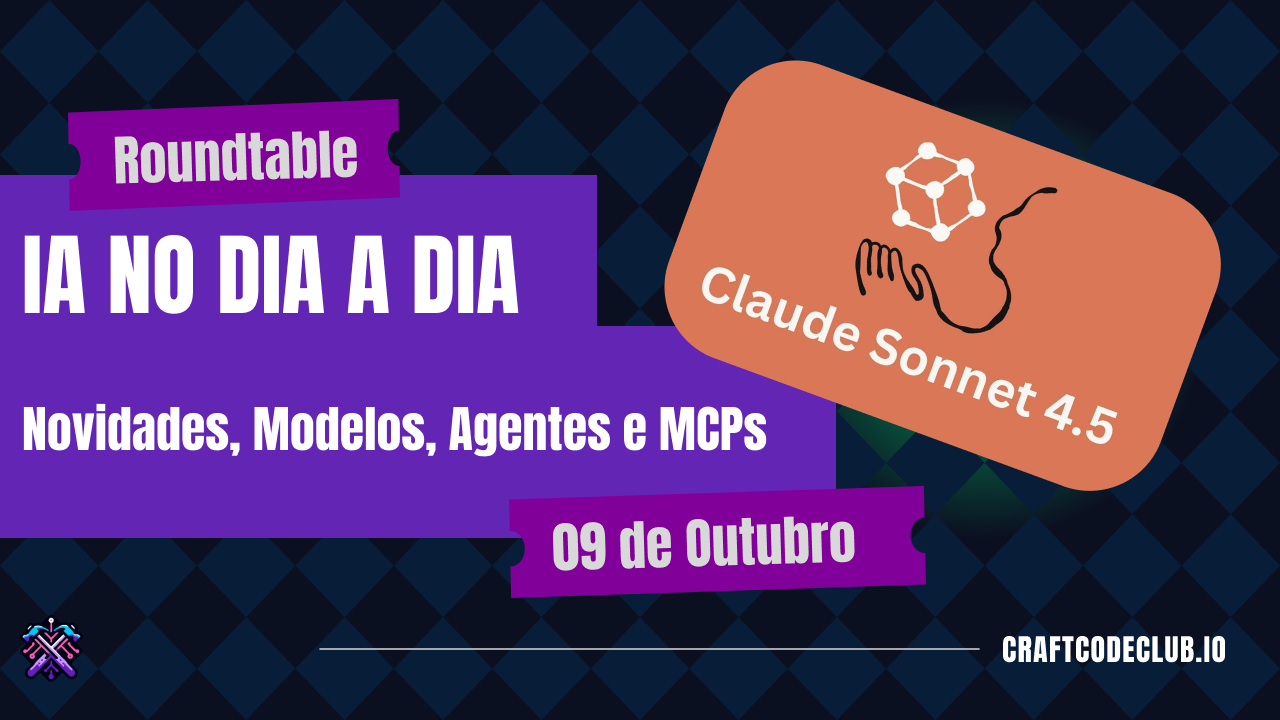 Roundtable
IA NO DIA A DIA
Novidades, Modelos, Agentes e MCPs
Claude Sonnet 4.5
09 de Outubro
CRAFTCODECLUB.IO